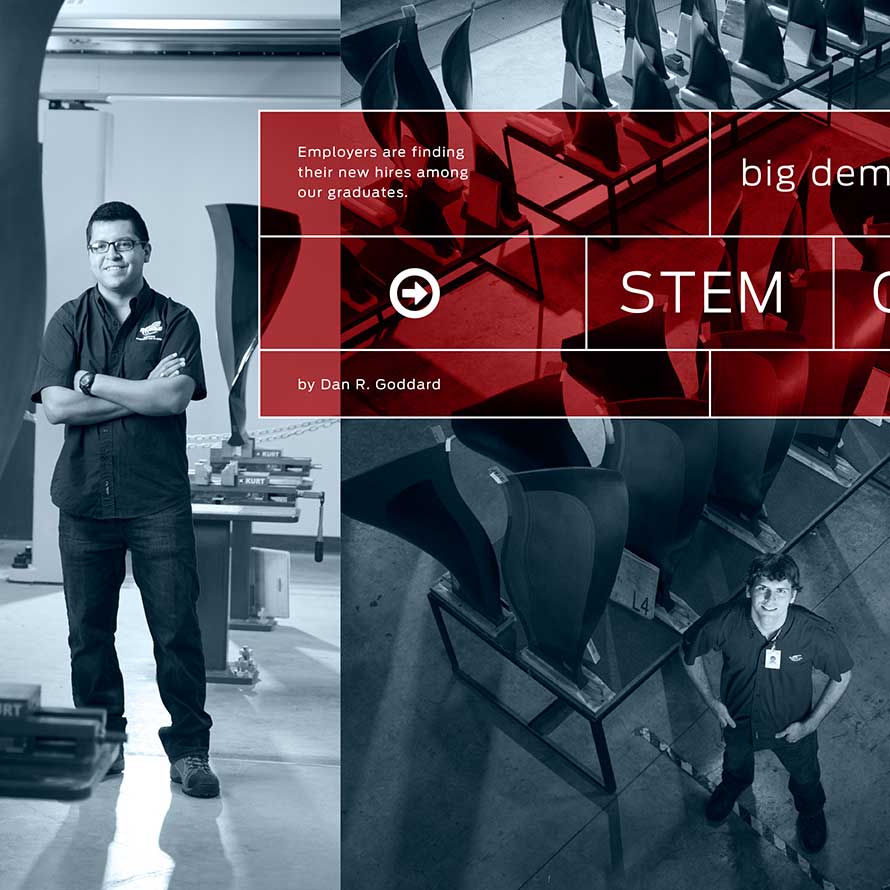 Employers are finding
their new hires among
our graduates.
big dem
STEM
by Dan R. Goddard
KURT
KURT
L4